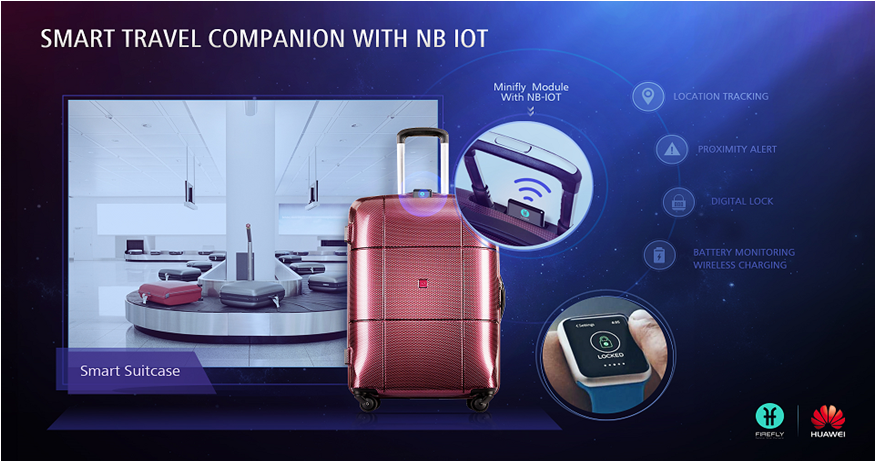 SMART TRAVEL COMPANION WITH NB IOT
Minifly Module
With NB-IOT
LOCATION TRACKING
PROXIMITY ALERT
DIGITAL LOCK
BATTERY MONITORING
WIRELESS CHARGING
Smart Suitcase
Settings
LOCKED
FIREFLY
HUAWEI